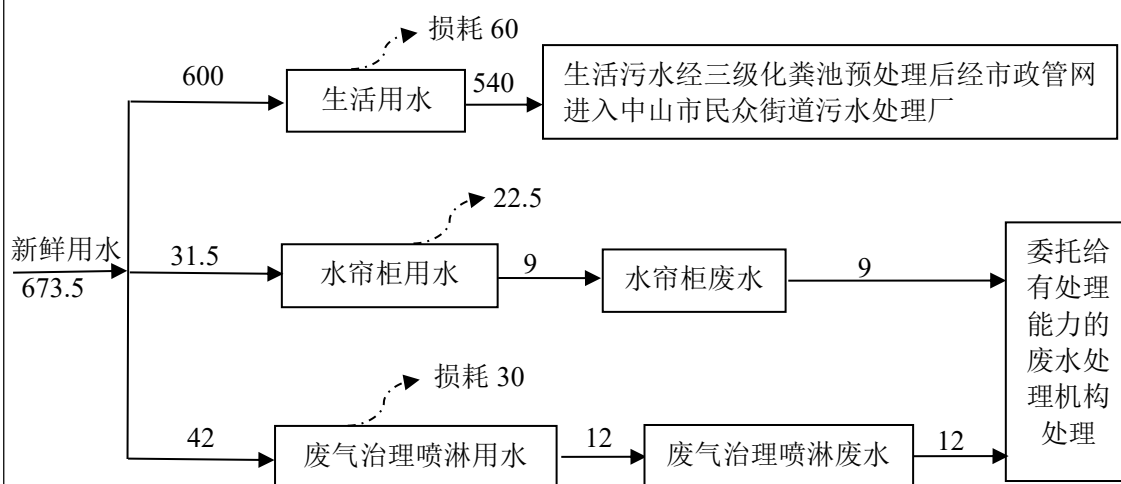 损耗 60
600
生活用水
540
生活污水经三级化粪池预处理后经市政管网
进入中山市民众街道污水处理厂
22.5
新鲜用水
673.5
31.5
水帘柜用水
9
水帘柜废水
9
委托给
有处理
能力的
废水处
理机构
处理
损耗 30
42
废气治理喷淋用水
12
废气治理喷淋废水
12